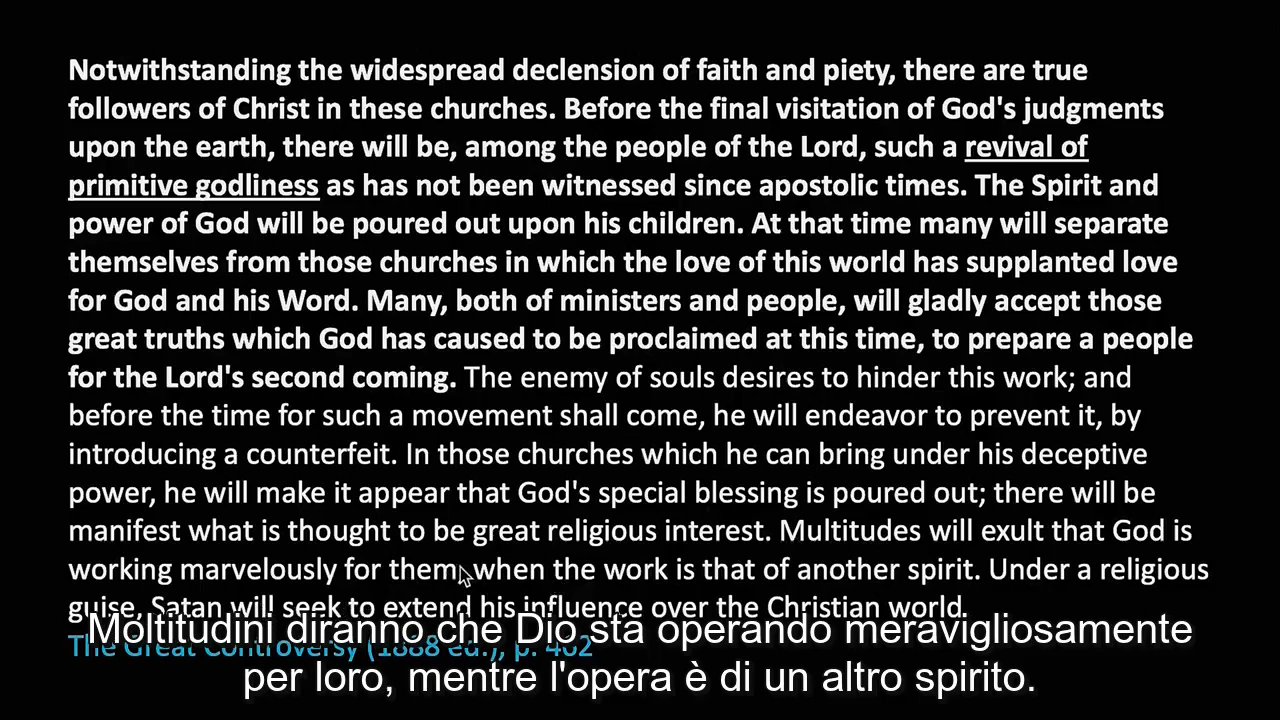 Notwithstanding the widespread declension of faith and piety, there are true
followers of Christ in these churches. Before the final visitation of God's judgments
upon the earth, there will be, among the people of the Lord, such a revival of
primitive godliness as has not been witnessed since apostolic times. The Spirit and
power of God will be poured out upon his children. At that time many will separate
themselves from those churches in which the love of this world has supplanted love
for God and his Word. Many, both of ministers and people, will gladly accept those
great truths which God has caused to be proclaimed at this time, to prepare a people
for the Lord's second coming. The enemy of souls desires to hinder this work; and
before the time for such a movement shall come, he will endeavor to prevent it, by
introducing a counterfeit. In those churches which he can bring under his deceptive
power, he will make it appear that God's special blessing is poured out; there will be
manifest what is thought to be great religious interest. Multitudes will exult that God is
working marvelously for them, when the work is that of another spirit. Under a religious
guise, Satan will seek to extend his influence over the Christian world.
The Great Controversy (1888 ed.), p. 462
Moltitudini diranno che Dio sta operando meravigliosamente
per loro, mentre l'opera è di un altro spirito.